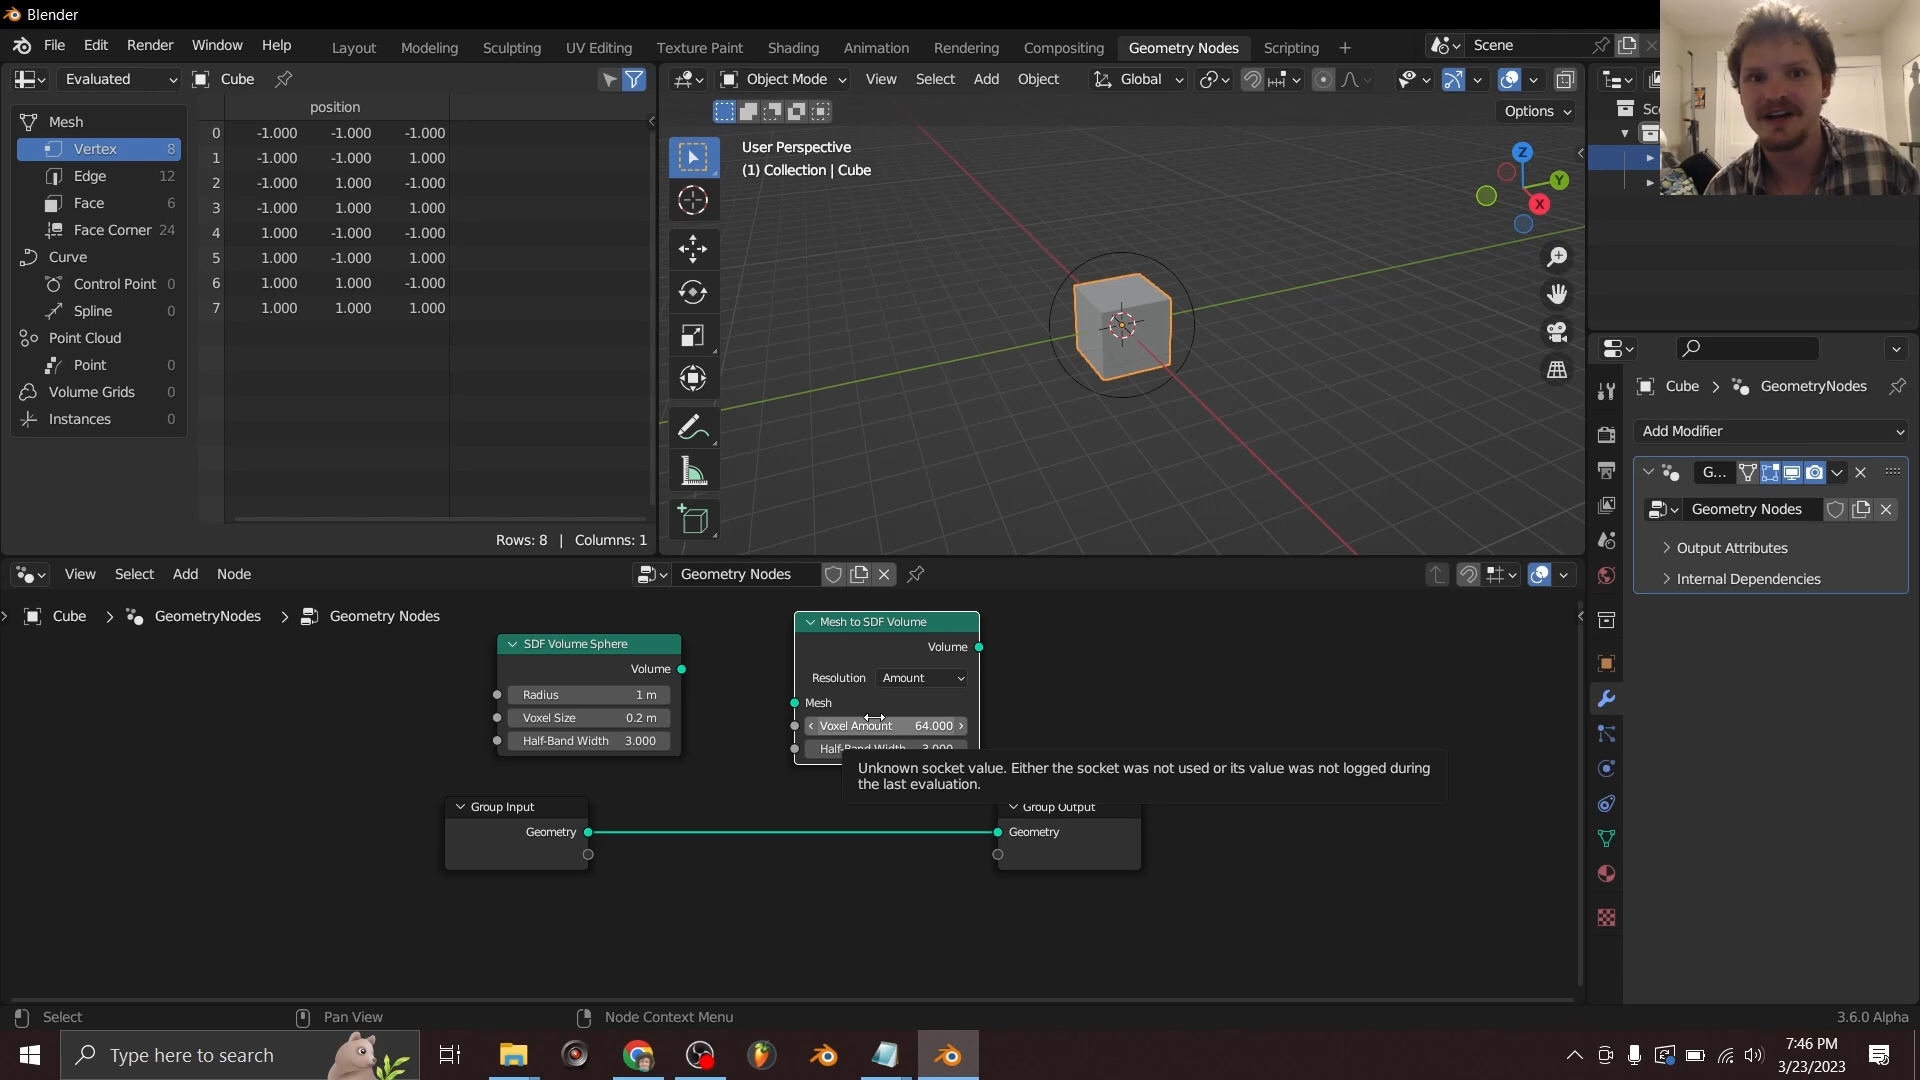 Blender
File Edit Render Window Help
Layout Modeling Sculpting UV Editing Texture Paint Shading Animation Rendering Compositing Geometry Nodes Scripting
Scene
Evaluated Cube
Object Mode View Select Add Object Global
position
Options
Mesh
Vertex 8
Edge 12
Face 6
Face Corner 24
Curve
Control Point 0
Spline 0
Point Cloud
Point 0
Volume Grids 0
Instances 0
0 -1.000 -1.000 -1.000
1 -1.000 -1.000 1.000
2 -1.000 1.000 -1.000
3 -1.000 1.000 1.000
4 1.000 -1.000 -1.000
5 1.000 -1.000 1.000
6 1.000 1.000 -1.000
7 1.000 1.000 1.000
Rows: 8 | Columns: 1
User Perspective
(1) Collection | Cube
Z
Y
X
Sc
Cube > GeometryNodes
Add Modifier
G...
Geometry Nodes
Output Attributes
Internal Dependencies
View Select Add Node
Geometry Nodes
Cube > GeometryNodes > Geometry Nodes
SDF Volume Sphere
Volume
Radius 1 m
Voxel Size 0.2 m
Half-Band Width 3.000
Mesh to SDF Volume
Volume
Resolution Amount
Mesh
Voxel Amount 64.000
Half-Band Width 3.000
Unknown socket value. Either the socket was not used or its value was not logged during
the last evaluation.
Group Input
Geometry
Group Output
Geometry
Select Pan View Node Context Menu
3.6.0 Alpha
Type here to search
7:46 PM
3/23/2023